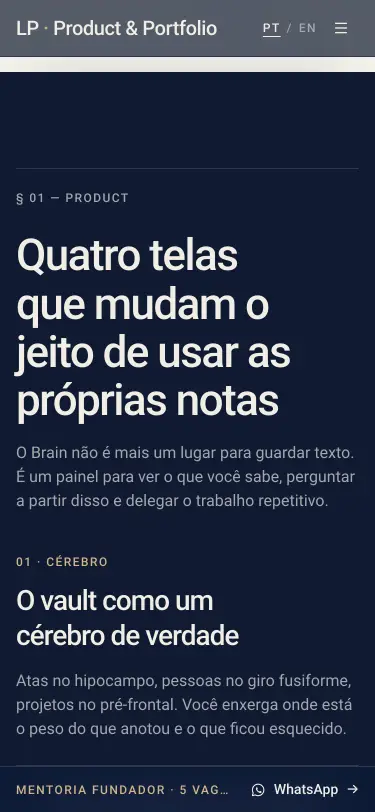 LP · Product & Portfolio
PT / EN
§ 01 — PRODUCT
Quatro telas
que mudam o
jeito de usar as
próprias notas
O Brain não é mais um lugar para guardar texto.
É um painel para ver o que você sabe, perguntar
a partir disso e delegar o trabalho repetitivo.
01 · CÉREBRO
O vault como um
cérebro de verdade
Atas no hipocampo, pessoas no giro fusiforme,
projetos no pré-frontal. Você enxerga onde está
o peso do que anotou e o que ficou esquecido.
MENTORIA FUNDADOR · 5 VAG…
WhatsApp →